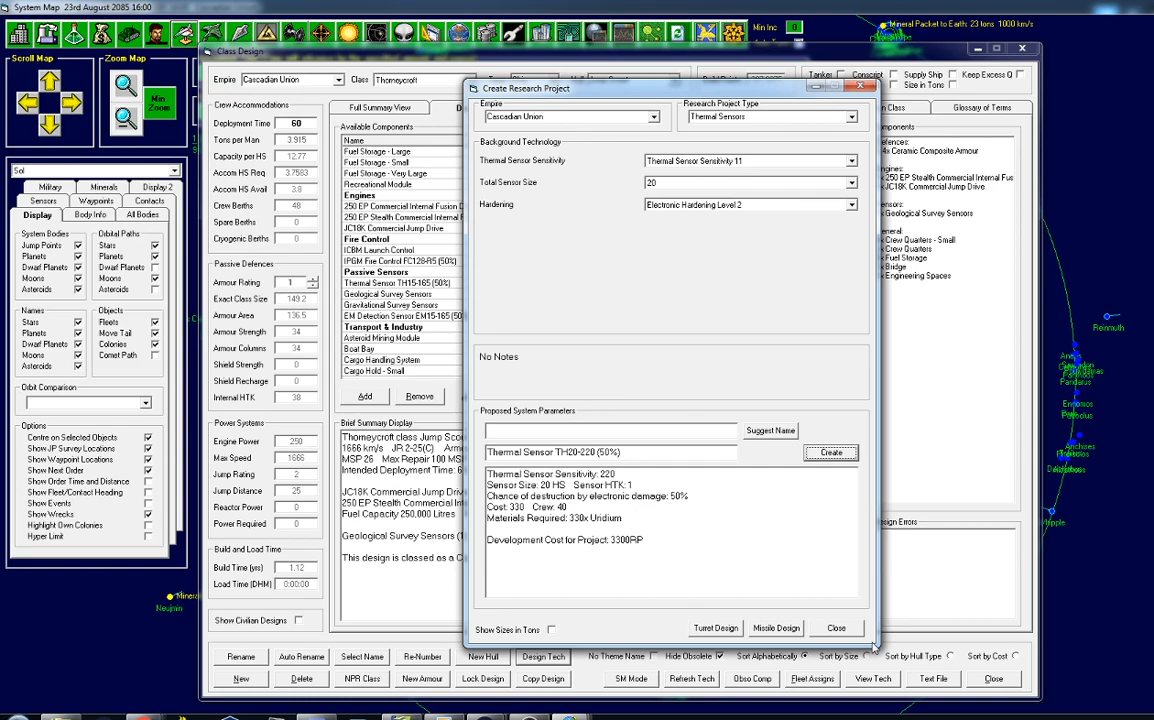 System Map  23rd August 2085 16:00
Min Inc
0
Mineral Packet to Earth: 23 tons  1000 km/s
Scroll Map
Zoom Map
Min Zoom
Sol
Military
Minerals
Display 2
Sensors
Waypoints
Contacts
Display
Body Info
All Bodies
System Bodies
Orbital Paths
Jump Points
Stars
Planets
Planets
Dwarf Planets
Dwarf Planets
Moons
Moons
Asteroids
Asteroids
Names
Objects
Stars
Fleets
Planets
Move Tail
Dwarf Planets
Colonies
Moons
Comet Path
Asteroids
Orbit Comparison
Options
Centre on Selected Objects
Show JP Survey Locations
Show Waypoint Locations
Show Next Order
Show Order Time and Distance
Show Fleet/Contact Heading
Show Events
Show Wrecks
Highlight Own Colonies
Hyper Limit
Neujmin
Reinmuth
Pandarus
Ennomos
Anchises
Class Design
Empire
Cascadian Union
Class
Thorneycroft
Tanker
Conscript
Supply Ship
Keep Excess Q
Size in Tons
Crew Accommodations
Deployment Time
60
Tons per Man
3.915
Capacity per HS
12.77
Accom HS Req
3.7583
Accom HS Avail
3.8
Crew Berths
48
Spare Berths
0
Cryogenic Berths
0
Passive Defences
Armour Rating
1
Exact Class Size
149.2
Armour Area
136.5
Armour Strength
34
Armour Columns
34
Shield Strength
0
Shield Recharge
0
Internal HTK
38
Power Systems
Engine Power
250
Max Speed
1666
Jump Rating
2
Jump Distance
25
Reactor Power
0
Power Required
0
Build and Load Time
Build Time (yrs)
1.12
Load Time (DHM)
0:00:00
Show Civilian Designs
Full Summary View
Available Components
Name
Fuel Storage - Large
Fuel Storage - Small
Fuel Storage - Very Large
Recreational Module
Engines
250 EP Commercial Internal Fusion D
250 EP Stealth Commercial Internal F
JC18K Commercial Jump Drive
Fire Control
ICBM Launch Control
IPGM Fire Control FC128-R5 (50%)
Passive Sensors
Thermal Sensor TH15-165 (50%)
Geological Survey Sensors
Gravitational Survey Sensors
EM Detection Sensor EM15-165 (50
Transport & Industry
Asteroid Mining Module
Boat Bay
Cargo Handling System
Cargo Hold - Small
Add
Remove
Brief Summary Display
Thorneycroft class Jump Scou
1666 km/s    JR 2-25(C)    Armo
MSP 26    Max Repair 100 MS
Intended Deployment Time: 6
JC18K Commercial Jump Driv
250 EP Stealth Commercial Int
Fuel Capacity 250,000 Litres
Geological Survey Sensors (1
This design is classed as a C
n Class
Glossary of Terms
mponents
efences:
x Ceramic Composite Armour
ngines:
250 EP Commercial Internal Fus
JC18K Commercial Jump Drive
ensors:
Geological Survey Sensors
eneral:
Crew Quarters - Small
Crew Quarters
Fuel Storage
Bridge
Engineering Spaces
esign Errors
Create Research Project
Empire
Cascadian Union
Research Project Type
Thermal Sensors
Background Technology
Thermal Sensor Sensitivity
Thermal Sensor Sensitivity 11
Total Sensor Size
20
Hardening
Electronic Hardening Level 2
No Notes
Proposed System Parameters
Suggest Name
Thermal Sensor TH20-220 (50%)
Create
Thermal Sensor Sensitivity: 220
Sensor Size: 20 HS    Sensor HTK: 1
Chance of destruction by electronic damage: 50%
Cost: 330    Crew: 40
Materials Required: 330x Uridium
Development Cost for Project: 3300RP
Show Sizes in Tons
Turret Design
Missile Design
Close
Rename
Auto Rename
Select Name
Re-Number
New Hull
Design Tech
No Theme Name
Hide Obsolete
Sort Alphabetically
Sort by Size
Sort by Hull Type
Sort by Cost
New
Delete
NPR Class
New Armour
Lock Design
Copy Design
SM Mode
Refresh Tech
Obso Comp
Fleet Assigns
View Tech
Text File
Close